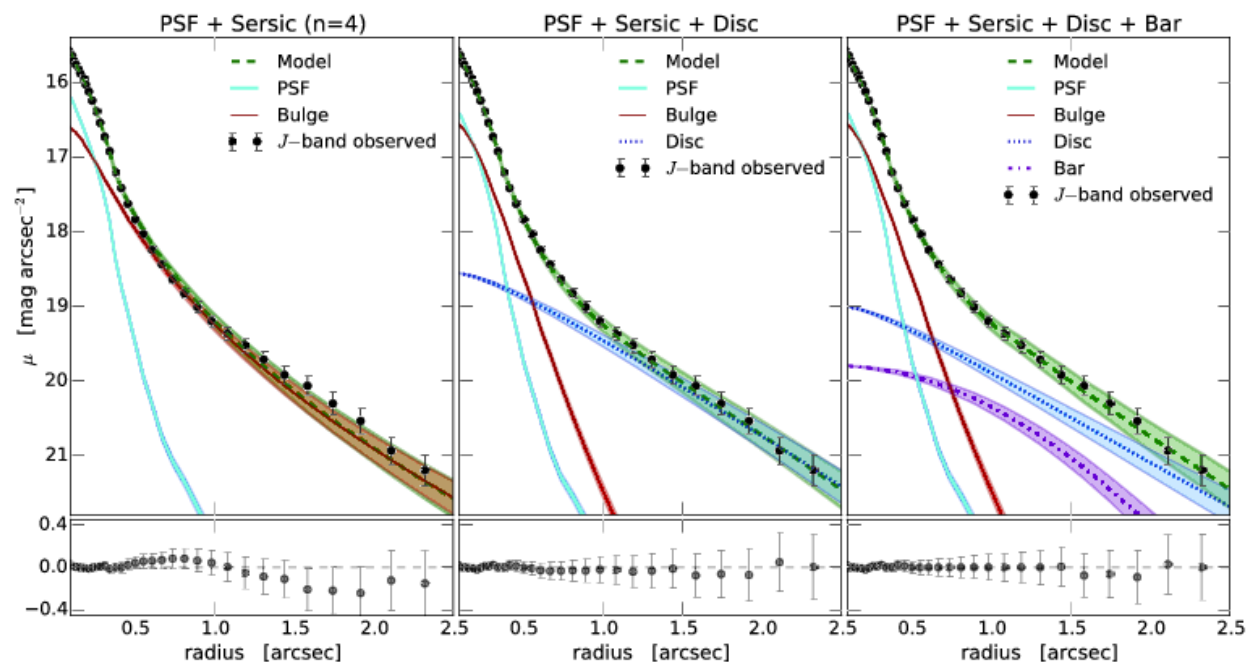 PSF + Sersic (n=4)
PSF + Sersic + Disc
PSF + Sersic + Disc + Bar
Model
PSF
Bulge
J−band observed
Model
PSF
Bulge
Disc
J−band observed
Model
PSF
Bulge
Disc
Bar
J−band observed
16
17
18
19
20
21
μ [mag arcsec⁻²]
0.4
0.0
−0.4
0.5 1.0 1.5 2.0 2.5
0.5 1.0 1.5 2.0 2.5
0.5 1.0 1.5 2.0 2.5
radius [arcsec]
radius [arcsec]
radius [arcsec]